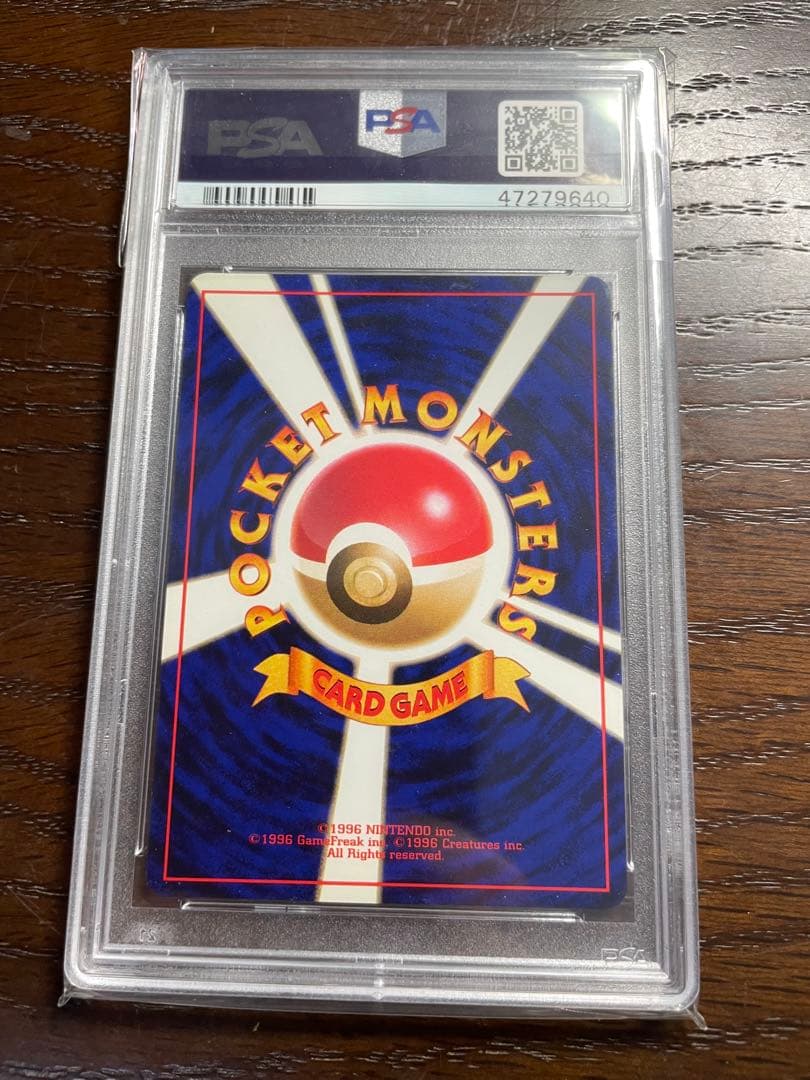 PSA
PSA
47279640
POCKET MONSTERS
CARD GAME
©1996 NINTENDO inc.
©1996 GameFreak inc. ©1996 Creatures inc.
All Rights reserved.
PSA